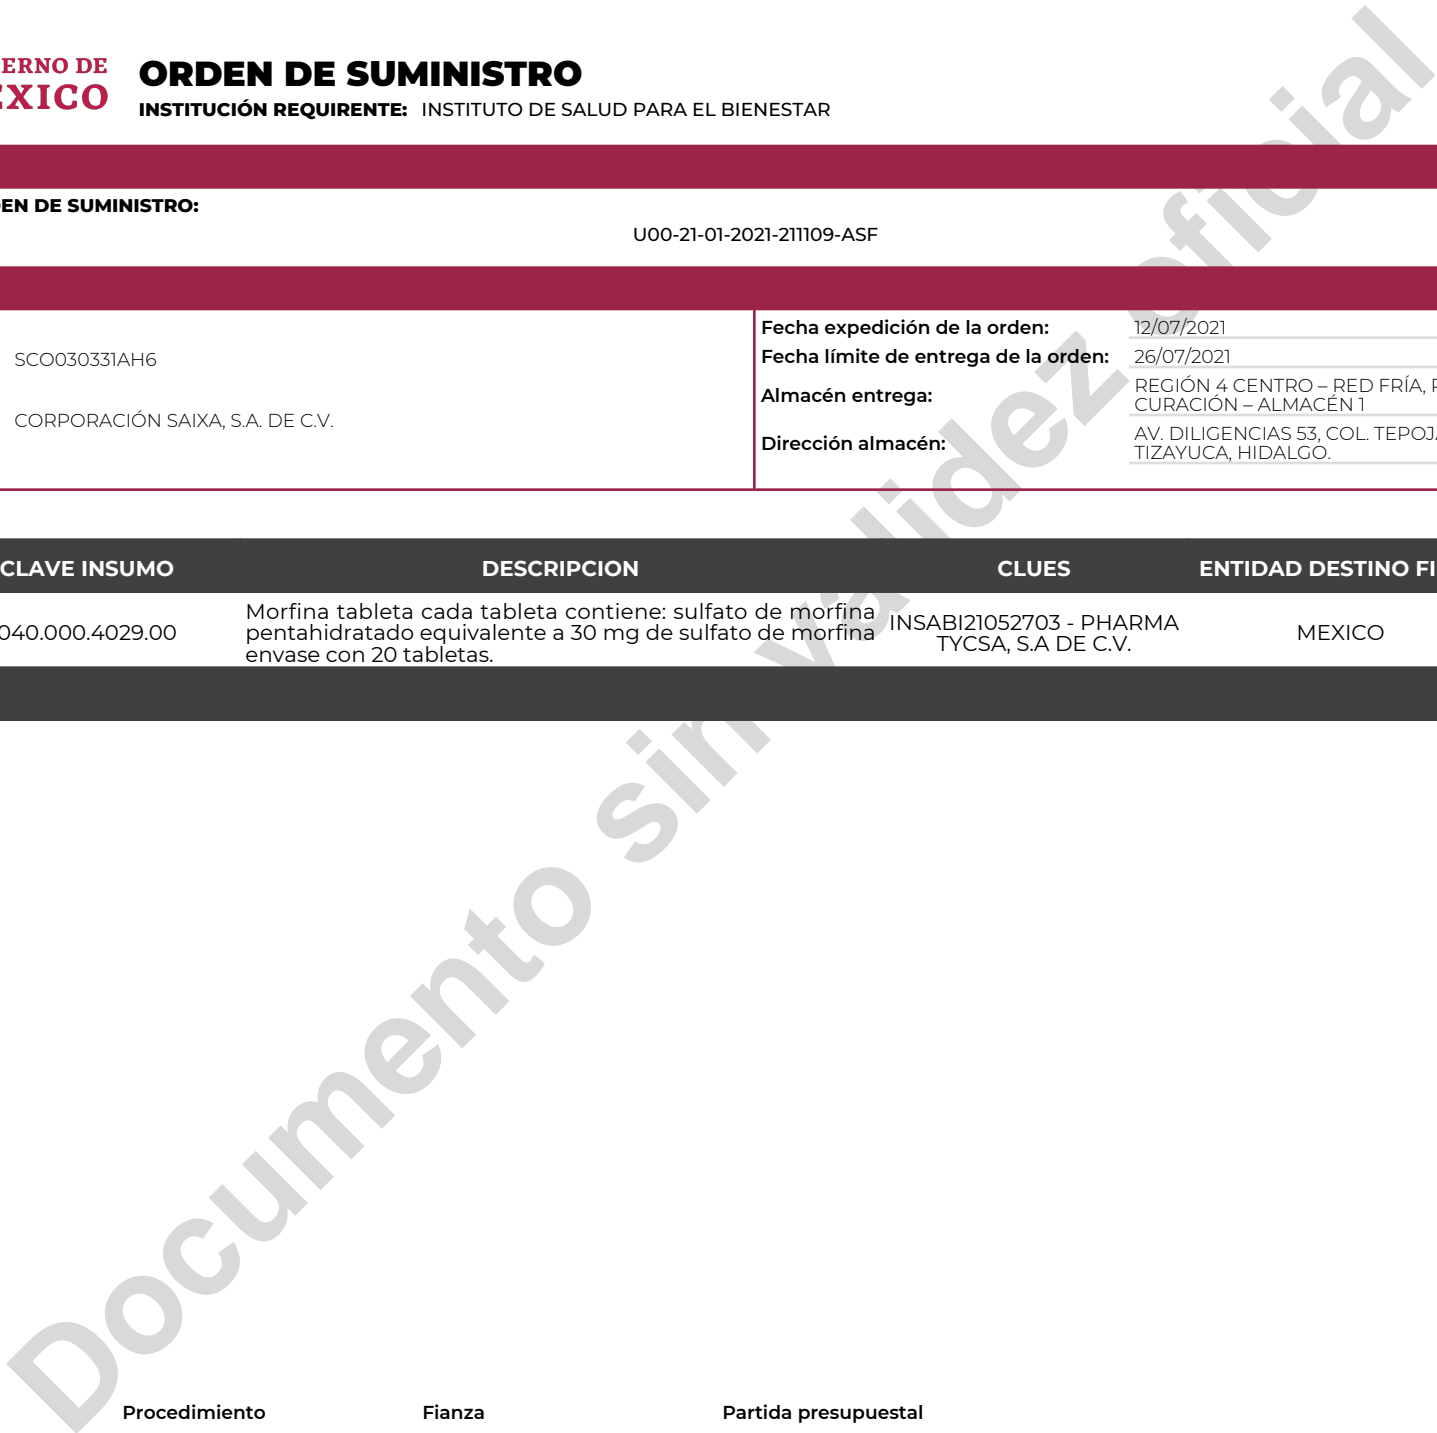 ERNO DE
EXICO
ORDEN DE SUMINISTRO
INSTITUCIÓN REQUIRENTE: INSTITUTO DE SALUD PARA EL BIENESTAR
EN DE SUMINISTRO:
U00-21-01-2021-211109-ASF
SCO030331AH6
CORPORACIÓN SAIXA, S.A. DE C.V.
Fecha expedición de la orden: 12/07/2021
Fecha límite de entrega de la orden: 26/07/2021
Almacén entrega: REGIÓN 4 CENTRO – RED FRÍA,
CURACIÓN – ALMACÉN 1
Dirección almacén: AV. DILIGENCIAS 53, COL. TEPOJ
TIZAYUCA, HIDALGO.
CLAVE INSUMO DESCRIPCION CLUES ENTIDAD DESTINO FI
040.000.4029.00
Morfina tableta cada tableta contiene: sulfato de morfina
pentahidratado equivalente a 30 mg de sulfato de morfina
envase con 20 tabletas.
INSABI21052703 - PHARMA
TYCSA, S.A DE C.V.
MEXICO
Documento sin validez oficial
Procedimiento Fianza Partida presupuestal